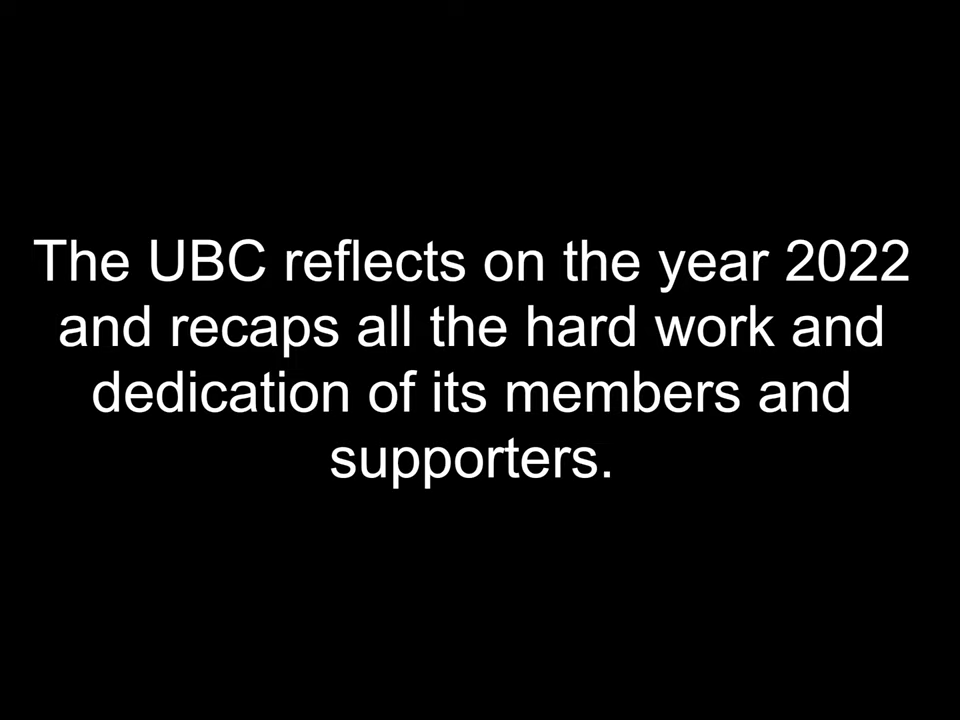 The UBC reflects on the year 2022
and recaps all the hard work and
dedication of its members and
supporters.